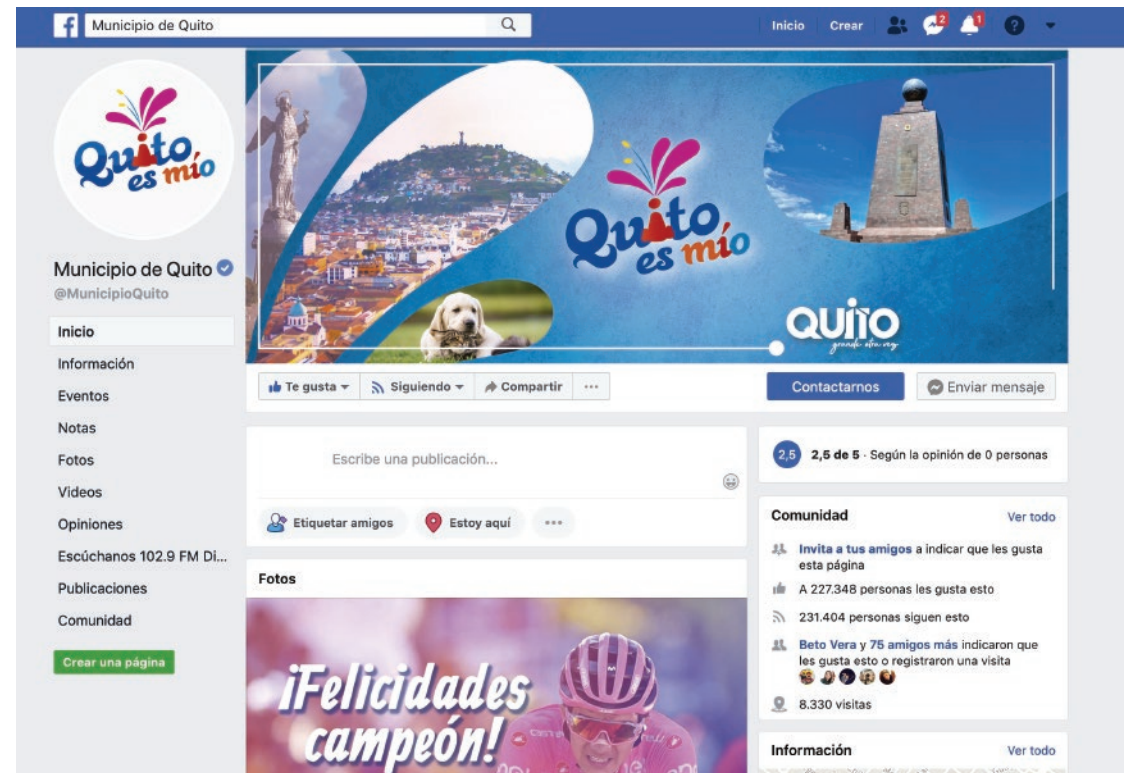 Municipio de Quito
Inicio Crear 2 1
Quito,
es mío
Municipio de Quito
@MunicipioQuito
Inicio
Información
Eventos
Notas
Fotos
Videos
Opiniones
Escúchanos 102.9 FM Di...
Publicaciones
Comunidad
Crear una página
Quito,
es mío
QUITO
grande otra vez
Te gusta Siguiendo Compartir ...
Contactarnos Enviar mensaje
Escribe una publicación...
Etiquetar amigos Estoy aquí ...
Fotos
¡Felicidades
campeón!
2,5 2,5 de 5 · Según la opinión de 0 personas
Comunidad Ver todo
Invita a tus amigos a indicar que les gusta
esta página
A 227.348 personas les gusta esto
231.404 personas siguen esto
Beto Vera y 75 amigos más indicaron que
les gusta esto o registraron una visita
8.330 visitas
Información Ver todo